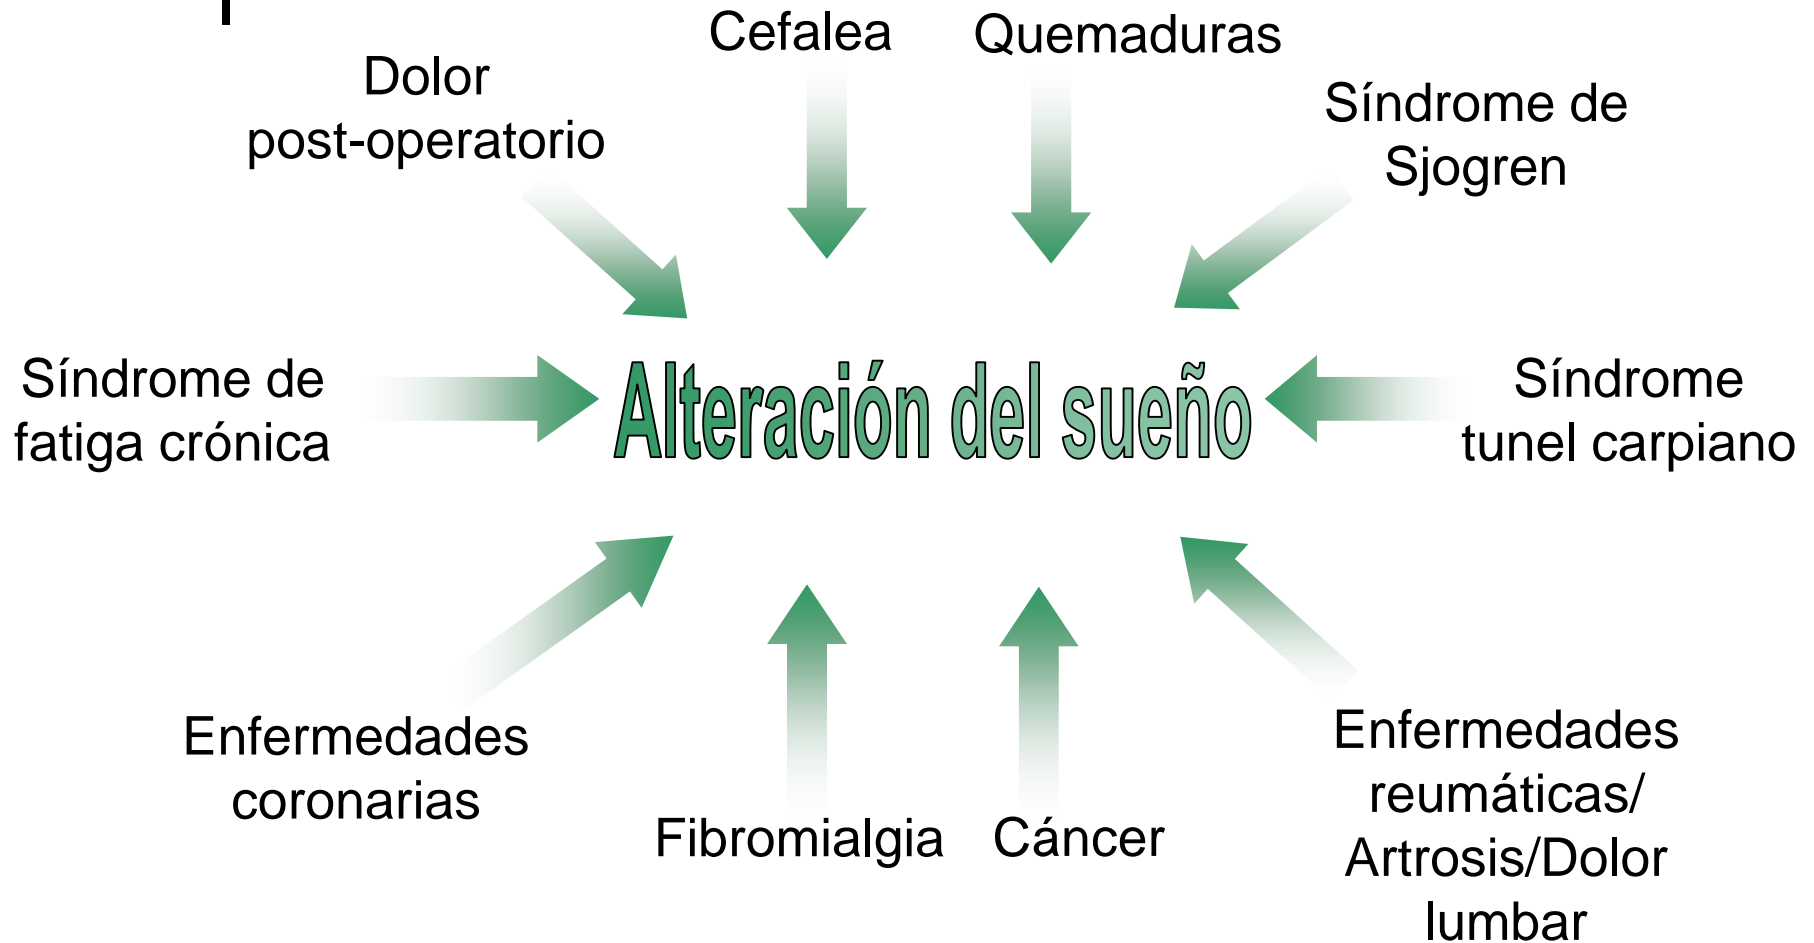 Cefalea
Quemaduras
Dolor
post-operatorio
Síndrome de
Sjogren
Síndrome de
fatiga crónica
Alteración del sueño
Síndrome
tunel carpiano
Enfermedades
coronarias
Fibromialgia
Cáncer
Enfermedades
reumáticas/
Artrosis/Dolor
lumbar